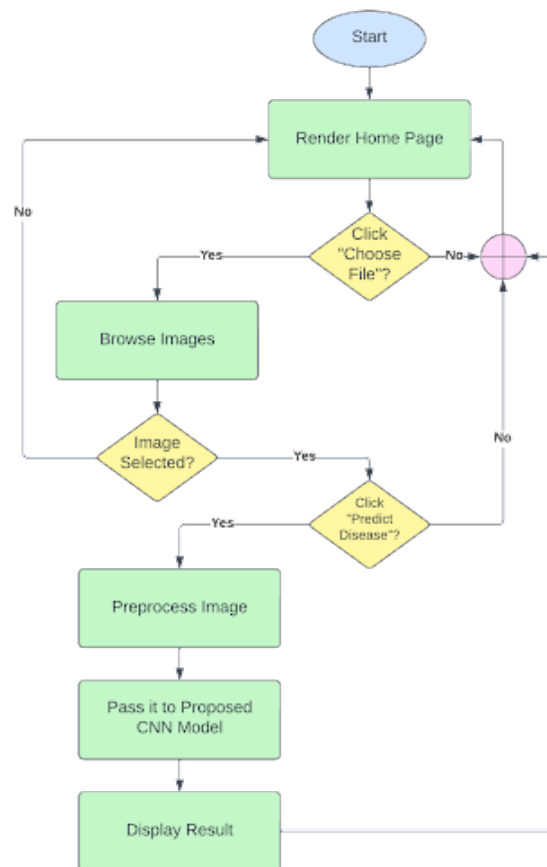 Start
Render Home Page
No
Click
"Choose
File"?
Yes
No
Browse Images
Image
Selected?
Yes
No
Click
"Predict
Disease"?
Yes
Preprocess Image
Pass it to Proposed
CNN Model
Display Result